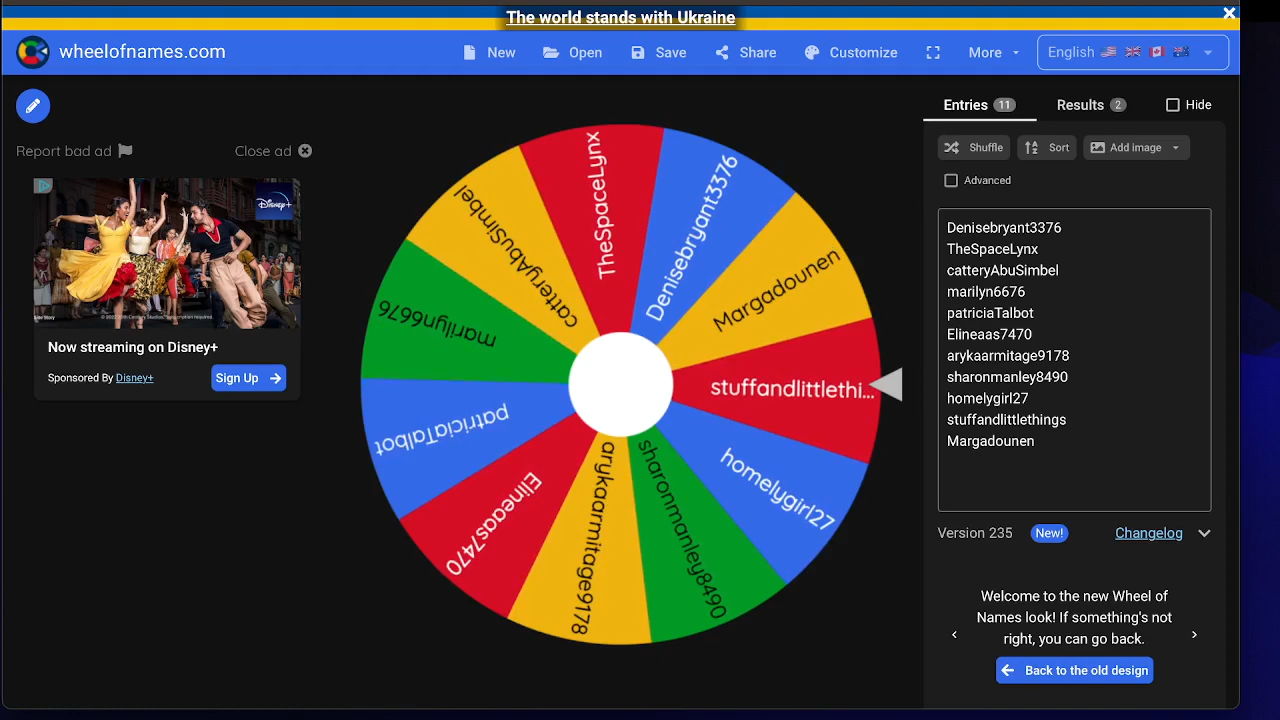 The world stands with Ukraine
wheelofnames.com
New
Open
Save
Share
Customize
More
English
Report bad ad
Close ad
Disney+
Now streaming on Disney+
Sponsored By Disney+
Sign Up
TheSpaceLynx
Denisebryant3376
Margadounen
stuffandlittlethi...
homelygirl27
sharonmanley8490
arykaarmitage9178
Elineaas7470
patriciaTalbot
marilyn6676
catteryAbuSimbel
Entries 11
Results 2
Hide
Shuffle
Sort
Add image
Advanced
Denisebryant3376
TheSpaceLynx
catteryAbuSimbel
marilyn6676
patriciaTalbot
Elineaas7470
arykaarmitage9178
sharonmanley8490
homelygirl27
stuffandlittlethings
Margadounen
Version 235
New!
Changelog
Welcome to the new Wheel of
Names look! If something's not
right, you can go back.
Back to the old design